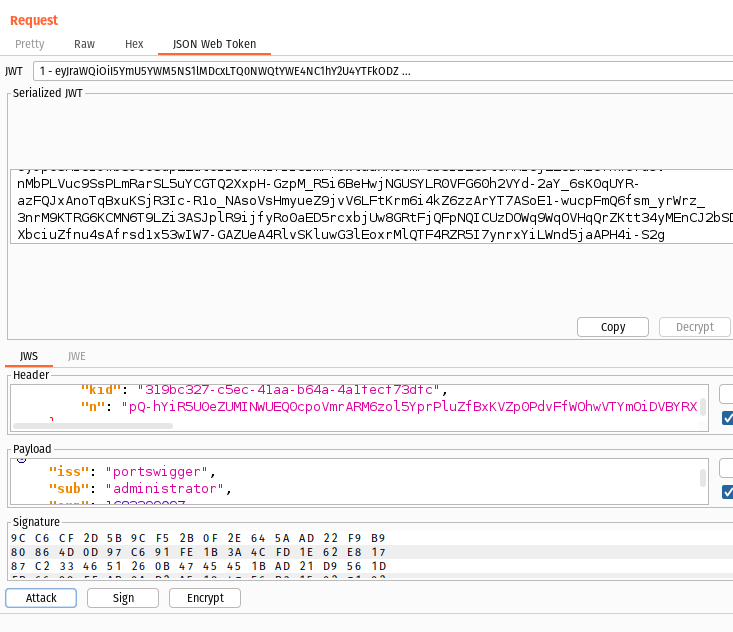 Request
Pretty Raw Hex JSON Web Token
JWT 1 - eyJraWQiOiI5YmU5YWM5NS1lMDcxLTQ0NWQtYWE4NC1hY2U4YTFkODZ ...
Serialized JWT
nMbPLVuc9SsPLmRarSL5uYCGTQ2XxpH-GzpM_R5i6BeHwjNGUSYLR0VFG60h2VYd-2aY_6sK0qUYR-
azFQJxAnoTqBxuKSjR3Ic-R1o_NAsoVsHmyueZ9jvV6LFtKrm6i4kZ6zzArYT7ASoE1-wucpFmQ6fsm_yrWrz_
3nrM9KTRG6KCMN6T9LZi3ASJplR9ijfyRoOaED5rcxbjUw8GRtFjQFpNQICUzDOWq9WqOVHqQrZKtt34yMEnCJ2bSD
XbciuZfnu4sAfrsd1x53wIW7-GAZUeA4RlvSKluwG3lEoxrMlQTF4RZR5I7ynrxYiLWnd5jaAPH4i-S2g
Copy Decrypt
JWS JWE
Header
"kid": "319bc327-c5ec-41aa-b64a-4a1fecf73dfc",
"n": "pQ-hYiR5U0eZUMINWUEQOcpoVmrARM6zol5YprPluZfBxKVZp0PdvFfWOhwVTYmOiDVBYRX
Payload
"iss": "portswigger",
"sub": "administrator",
Signature
9C C6 CF 2D 5B 9C F5 2B 0F 2E 64 5A AD 22 F9 B9
80 86 4D 0D 97 C6 91 FE 1B 3A 4C FD 1E 62 E8 17
87 C2 33 46 51 26 0B 47 45 45 1B AD 21 D9 56 1D
Attack Sign Encrypt